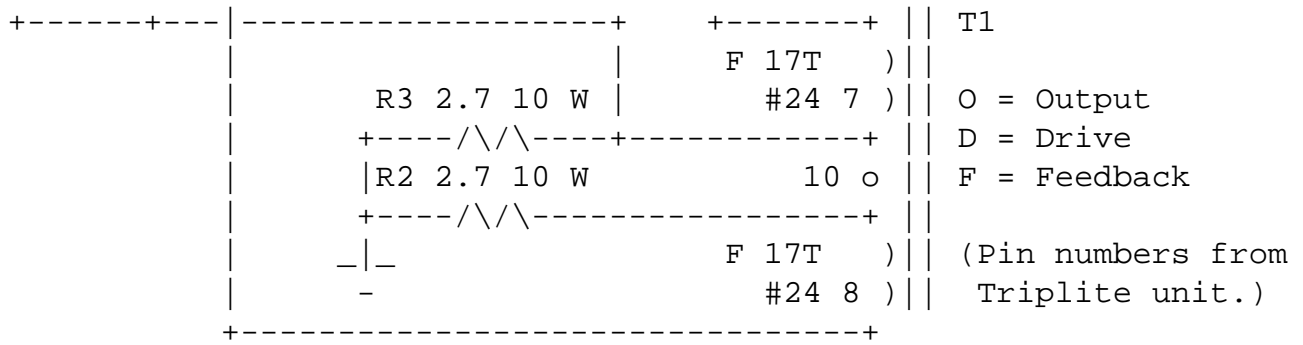 +------+---|--------------------+    +-------+ || T1
           |                    |     F 17T   )||
           |       R3 2.7 10 W |       #24 7 )|| O = Output
           |      +----/\/\----+-------------+ || D = Drive
           |      |R2 2.7 10 W           10 o || F = Feedback
           |      +----/\/\------------------+ ||
           |     _|_                  F 17T   )|| (Pin numbers from
           |      -                     #24 8 )||  Triplite unit.)
           +----------------------------------+